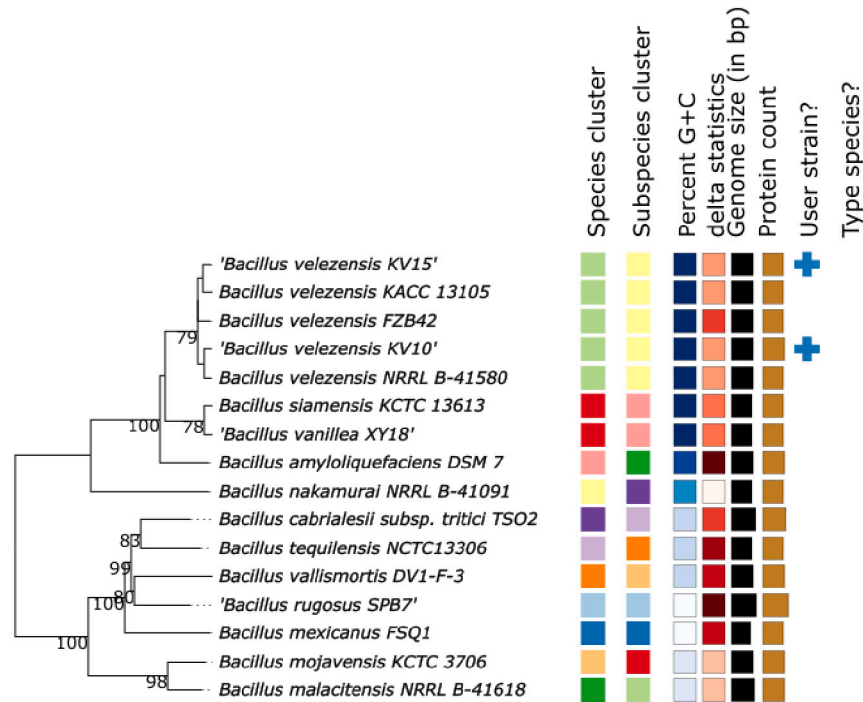 Species cluster
Subspecies cluster
Percent G+C
delta statistics
Genome size (in bp)
Protein count
User strain?
Type species?
'Bacillus velezensis KV15'
Bacillus velezensis KACC 13105
Bacillus velezensis FZB42
79
'Bacillus velezensis KV10'
Bacillus velezensis NRRL B-41580
Bacillus siamensis KCTC 13613
100
78
'Bacillus vanillea XY18'
Bacillus amyloliquefaciens DSM 7
Bacillus nakamurai NRRL B-41091
Bacillus cabrialesii subsp. tritici TSO2
83
Bacillus tequilensis NCTC13306
99
Bacillus vallismortis DV1-F-3
80
100
'Bacillus rugosus SPB7'
Bacillus mexicanus FSQ1
100
Bacillus mojavensis KCTC 3706
98
Bacillus malacitensis NRRL B-41618